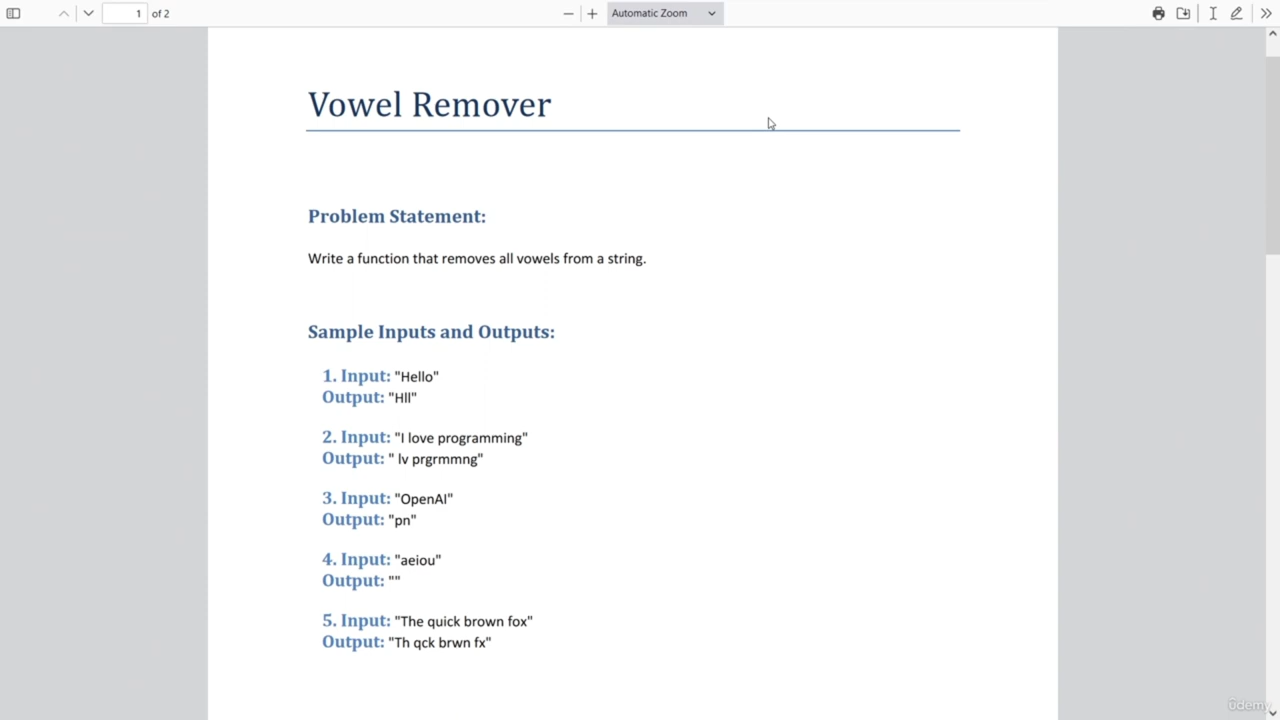 1 of 2
Automatic Zoom
Vowel Remover
Problem Statement:
Write a function that removes all vowels from a string.
Sample Inputs and Outputs:
1. Input: "Hello"
Output: "Hll"
2. Input: "I love programming"
Output: " lv prgrmmng"
3. Input: "OpenAI"
Output: "pn"
4. Input: "aeiou"
Output: ""
5. Input: "The quick brown fox"
Output: "Th qck brwn fx"
ûdemy